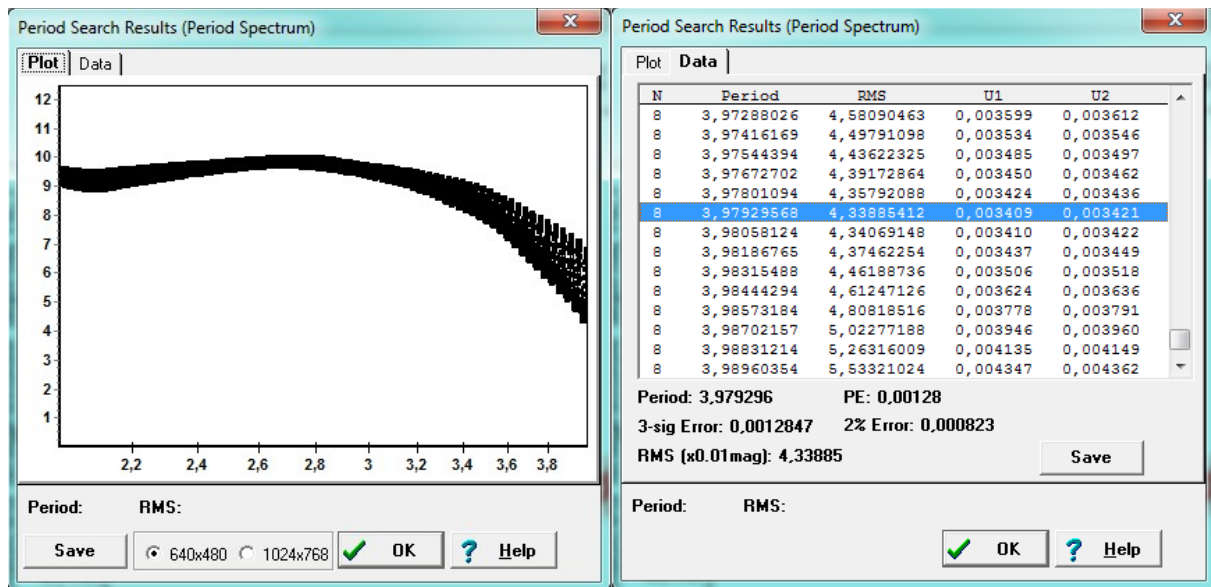 Period Search Results (Period Spectrum)
Plot Data
12
11
10
9
8
7
6
5
4
3
2
1
2,2 2,4 2,6 2,8 3 3,2 3,4 3,6 3,8
Period: RMS:
Save 640x480 1024x768 OK ? Help
Period Search Results (Period Spectrum)
Plot Data
N Period RMS U1 U2
8 3,97288026 4,58090463 0,003599 0,003612
8 3,97416169 4,49791098 0,003534 0,003546
8 3,97544394 4,43622325 0,003485 0,003497
8 3,97672702 4,39172864 0,003450 0,003462
8 3,97801094 4,35792088 0,003424 0,003436
8 3,97929568 4,33885412 0,003409 0,003421
8 3,98058124 4,34069148 0,003410 0,003422
8 3,98186765 4,37462254 0,003437 0,003449
8 3,98315488 4,46188736 0,003506 0,003518
8 3,98444294 4,61247126 0,003624 0,003636
8 3,98573184 4,80818516 0,003778 0,003791
8 3,98702157 5,02277188 0,003946 0,003960
8 3,98831214 5,26316009 0,004135 0,004149
8 3,98960354 5,53321024 0,004347 0,004362
Period: 3,979296 PE: 0,00128
3-sig Error: 0,0012847 2% Error: 0,000823
RMS (x0.01mag): 4,33885 Save
Period: RMS:
OK ? Help